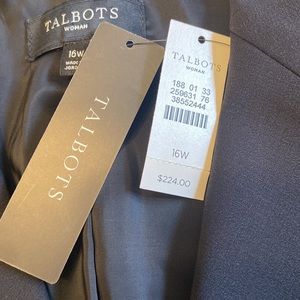 TALBOTS
WOMAN
16W
TALBOTS
TALBOTS
WOMAN
188 01 33
259631 76
38552444
16W
$224.00